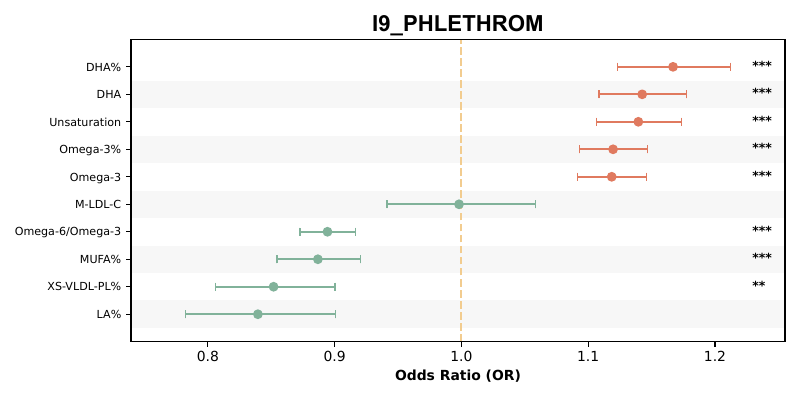 I9_PHLETHROM
DHA% ***
DHA ***
Unsaturation ***
Omega-3% ***
Omega-3 ***
M-LDL-C
Omega-6/Omega-3 ***
MUFA% ***
XS-VLDL-PL% **
LA%
0.8 0.9 1.0 1.1 1.2
Odds Ratio (OR)